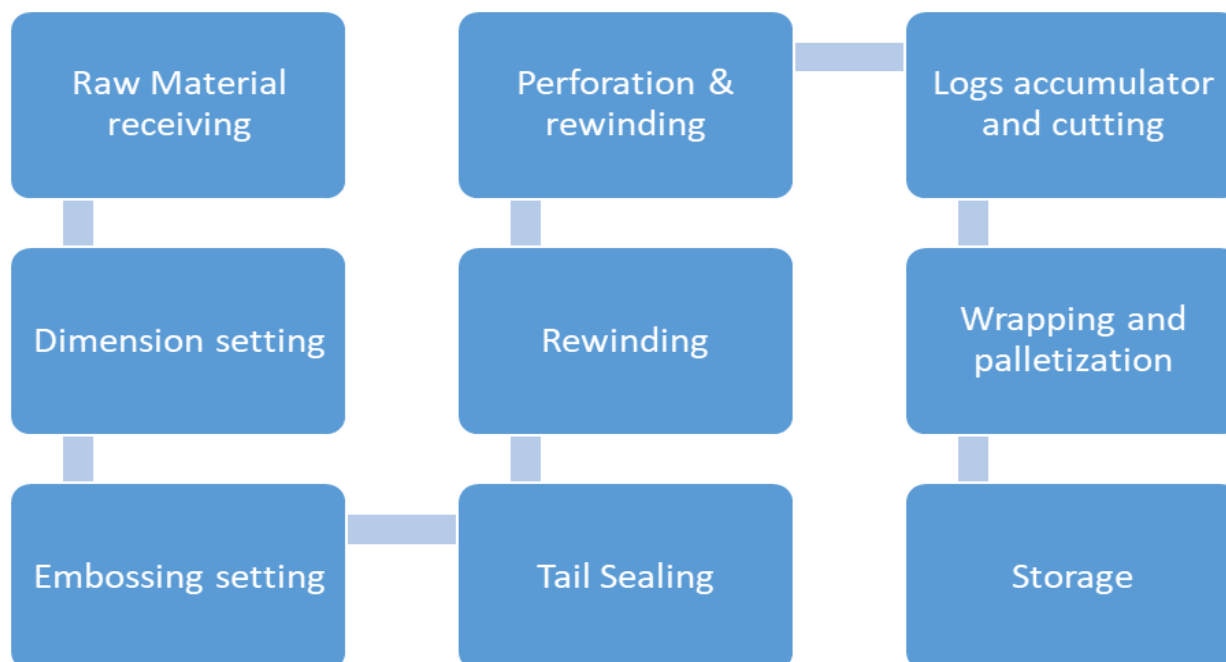 Raw Material
receiving
Dimension setting
Embossing setting
Tail Sealing
Rewinding
Perforation &
rewinding
Logs accumulator
and cutting
Wrapping and
palletization
Storage